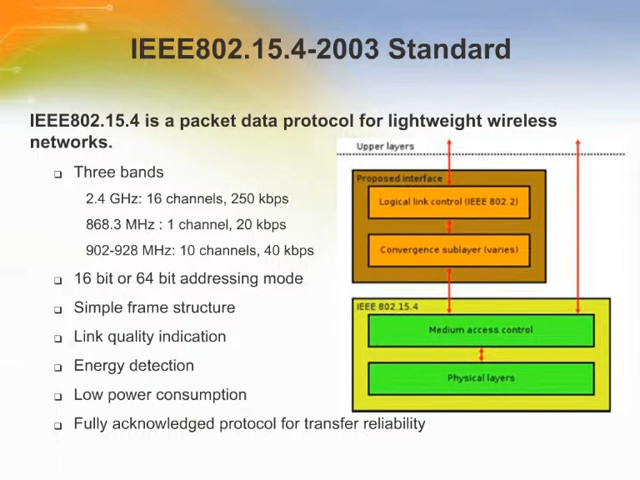 IEEE802.15.4-2003 Standard
IEEE802.15.4 is a packet data protocol for lightweight wireless
networks.
Three bands
2.4 GHz: 16 channels, 250 kbps
868.3 MHz : 1 channel, 20 kbps
902-928 MHz: 10 channels, 40 kbps
16 bit or 64 bit addressing mode
Simple frame structure
Link quality indication
Energy detection
Low power consumption
Fully acknowledged protocol for transfer reliability
Upper layers
Proposed interface
Logical link control (IEEE 802.2)
Convergence sublayer (varies)
IEEE 802.15.4
Medium access control
Physical layers